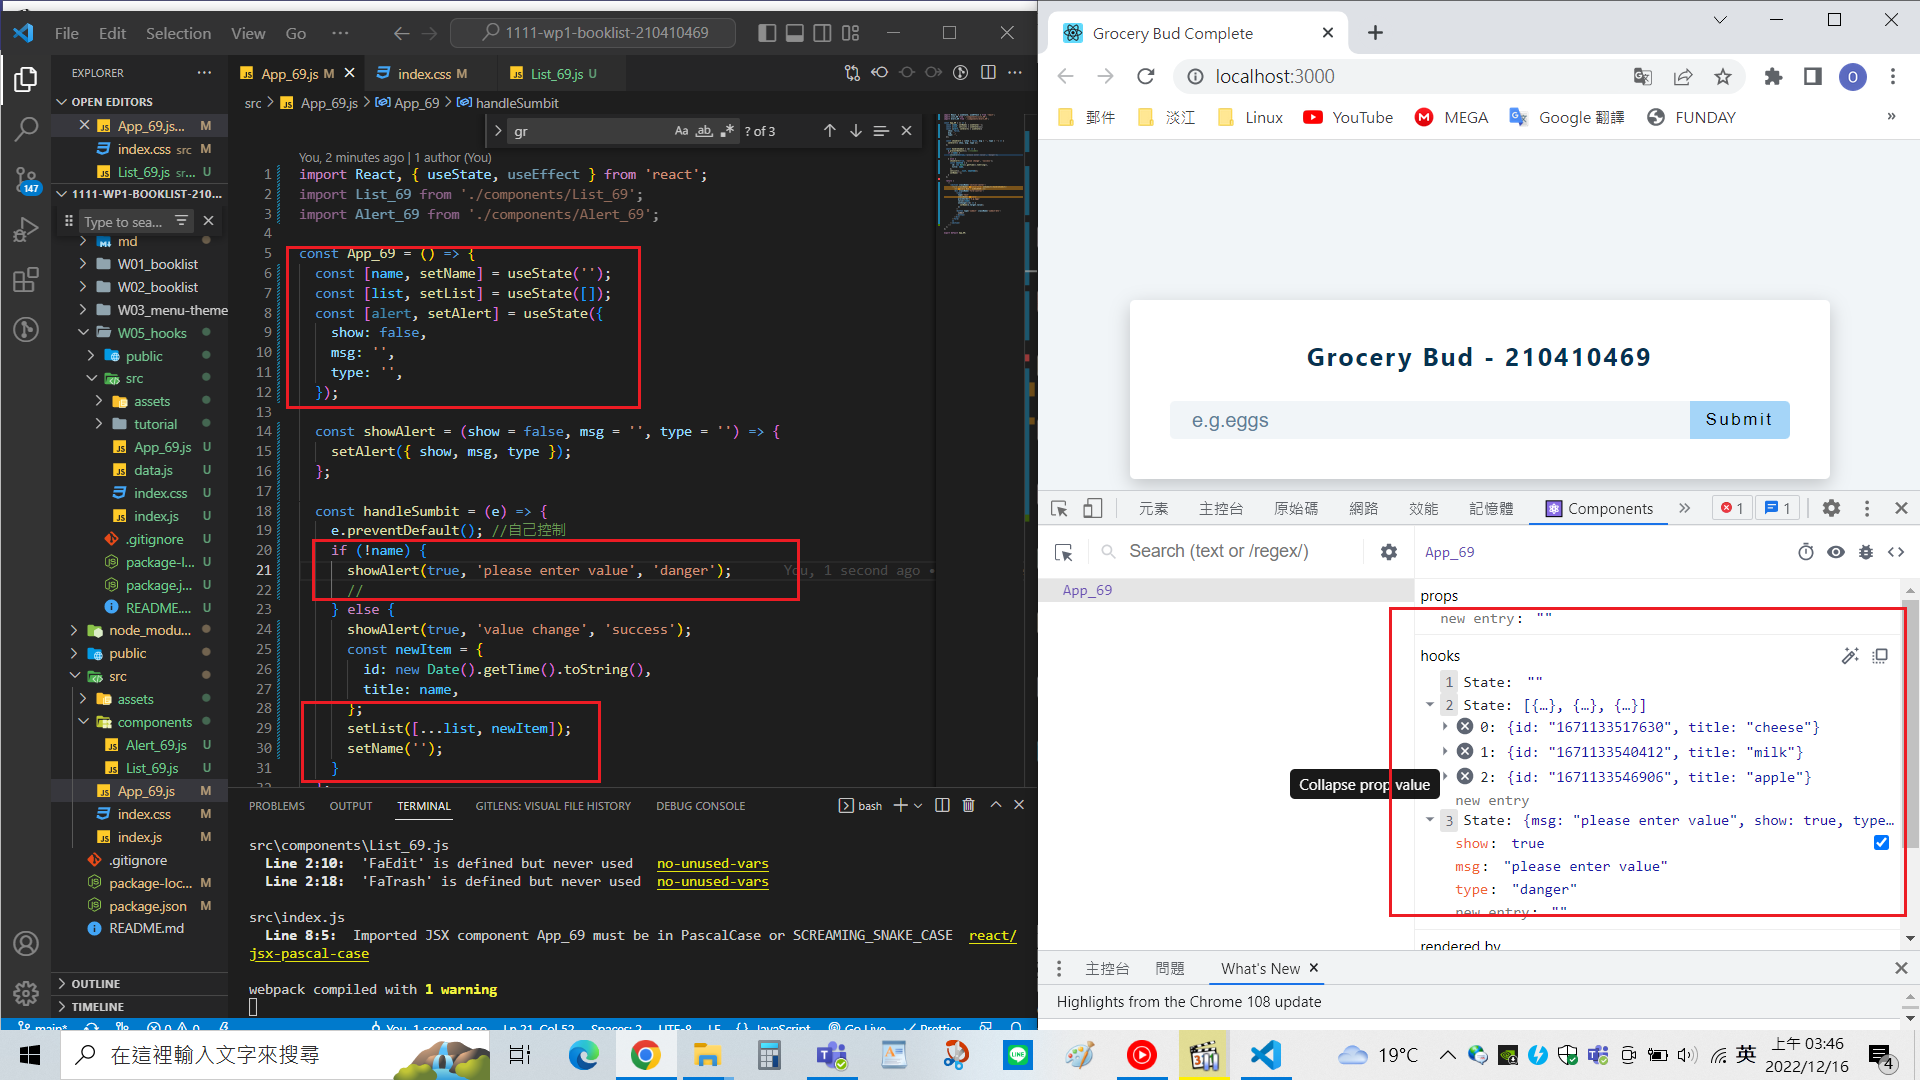 File Edit Selection View Go ···
1111-wp1-booklist-210410469
EXPLORER
OPEN EDITORS
App_69.js... M
index.css src M
List_69.js sr... U
1111-WP1-BOOKLIST-210...
Type to sea...
md
W01_booklist
W02_booklist
W03_menu-theme
W05_hooks
public
src
assets
tutorial
App_69.js U
data.js U
index.css U
index.js U
.gitignore U
package-l... U
package.j... U
README.... U
node_modu...
public
src
assets
components
Alert_69.js U
List_69.js U
App_69.js M
index.css M
index.js M
.gitignore
package-loc... M
package.json M
README.md
OUTLINE
TIMELINE
147
App_69.js M
index.css M
List_69.js U
src > App_69.js > App_69 > handleSumbit
gr
Aa ab .* ? of 3
You, 2 minutes ago | 1 author (You)
1 import React, { useState, useEffect } from 'react';
2 import List_69 from './components/List_69';
3 import Alert_69 from './components/Alert_69';
4
5 const App_69 = () => {
6 const [name, setName] = useState('');
7 const [list, setList] = useState([]);
8 const [alert, setAlert] = useState({
9 show: false,
10 msg: '',
11 type: '',
12 });
13
14 const showAlert = (show = false, msg = '', type = '') => {
15 setAlert({ show, msg, type });
16 };
17
18 const handleSumbit = (e) => {
19 e.preventDefault(); //自己控制
20 if (!name) {
21 showAlert(true, 'please enter value', 'danger'); You, 1 second ago •
22 //
23 } else {
24 showAlert(true, 'value change', 'success');
25 const newItem = {
26 id: new Date().getTime().toString(),
27 title: name,
28 };
29 setList([...list, newItem]);
30 setName('');
31 }
PROBLEMS OUTPUT TERMINAL GITLENS: VISUAL FILE HISTORY DEBUG CONSOLE
bash
src\components\List_69.js
Line 2:10: 'FaEdit' is defined but never used no-unused-vars
Line 2:18: 'FaTrash' is defined but never used no-unused-vars
src\index.js
Line 8:5: Imported JSX component App_69 must be in PascalCase or SCREAMING_SNAKE_CASE react/
jsx-pascal-case
webpack compiled with 1 warning
main* 0 0 You, 1 second ago Ln 21, Col 52 Spaces: 2 UTF-8 LF {} JavaScript Go Live Prettier
Grocery Bud Complete
localhost:3000
O
郵件 淡江 Linux YouTube MEGA Google 翻譯 FUNDAY »
Grocery Bud - 210410469
e.g.eggs
Submit
元素 主控台 原始碼 網路 效能 記憶體 Components » 1 1
Search (text or /regex/)
App_69
App_69
props
new entry: ""
hooks
1 State: ""
2 State: [{…}, {…}, {…}]
0: {id: "1671133517630", title: "cheese"}
1: {id: "1671133540412", title: "milk"}
2: {id: "1671133546906", title: "apple"}
Collapse prop value
new entry
3 State: {msg: "please enter value", show: true, type…
show: true
msg: "please enter value"
type: "danger"
new entry: ""
rendered by
主控台 問題 What's New
Highlights from the Chrome 108 update
在這裡輸入文字來搜尋
19°C
英
上午 03:46
2022/12/16
4